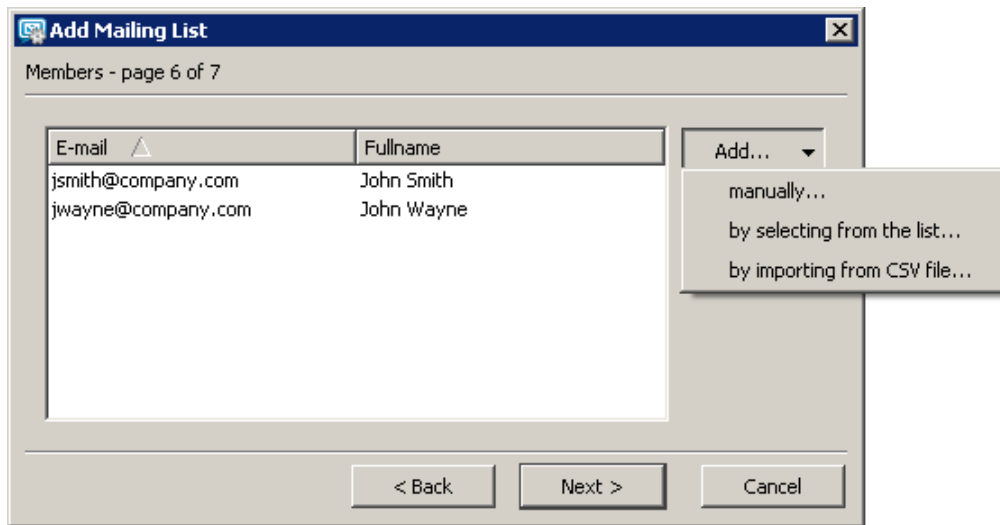 Add Mailing List
Members - page 6 of 7
E-mail Fullname
Add...
jsmith@company.com John Smith
jwayne@company.com John Wayne
manually...
by selecting from the list...
by importing from CSV file...
< Back Next > Cancel